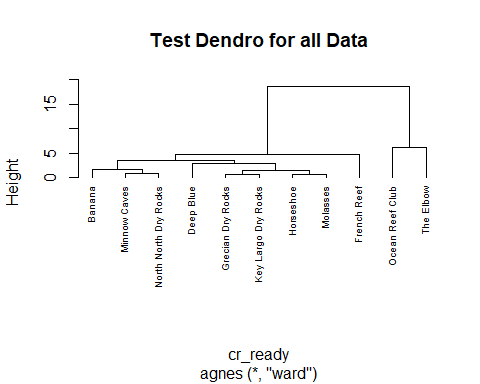 Test Dendro for all Data
Height
15
5
0
Banana
Minnow Caves
North North Dry Rocks
Deep Blue
Grecian Dry Rocks
Key Largo Dry Rocks
Horseshoe
Molasses
French Reef
Ocean Reef Club
The Elbow
cr_ready
agnes (*, "ward")